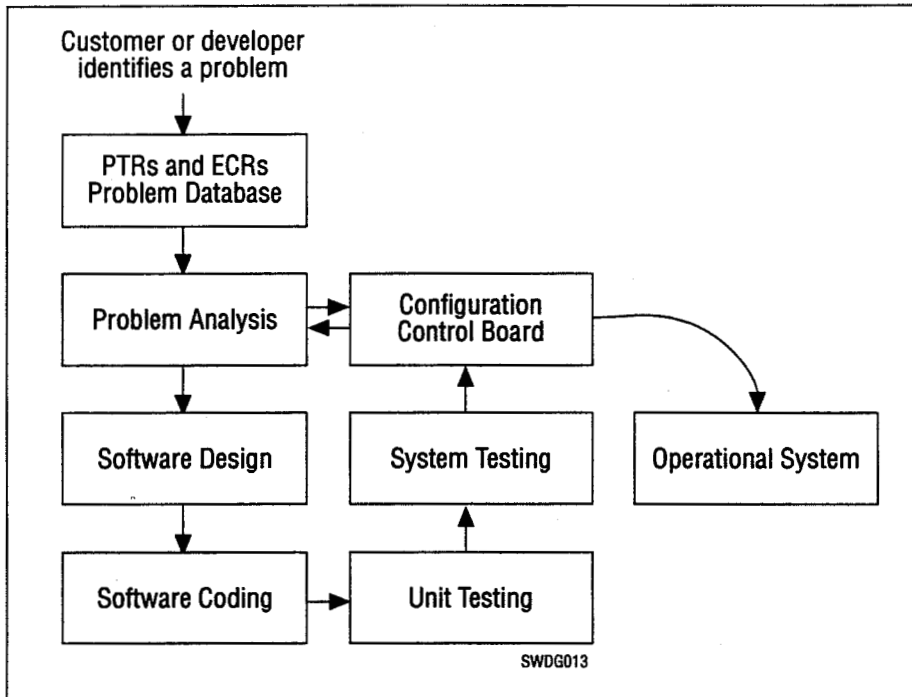 Customer or developer
identifies a problem
PTRs and ECRs
Problem Database
Problem Analysis
Configuration
Control Board
Software Design
System Testing
Operational System
Software Coding
Unit Testing
SWDG013